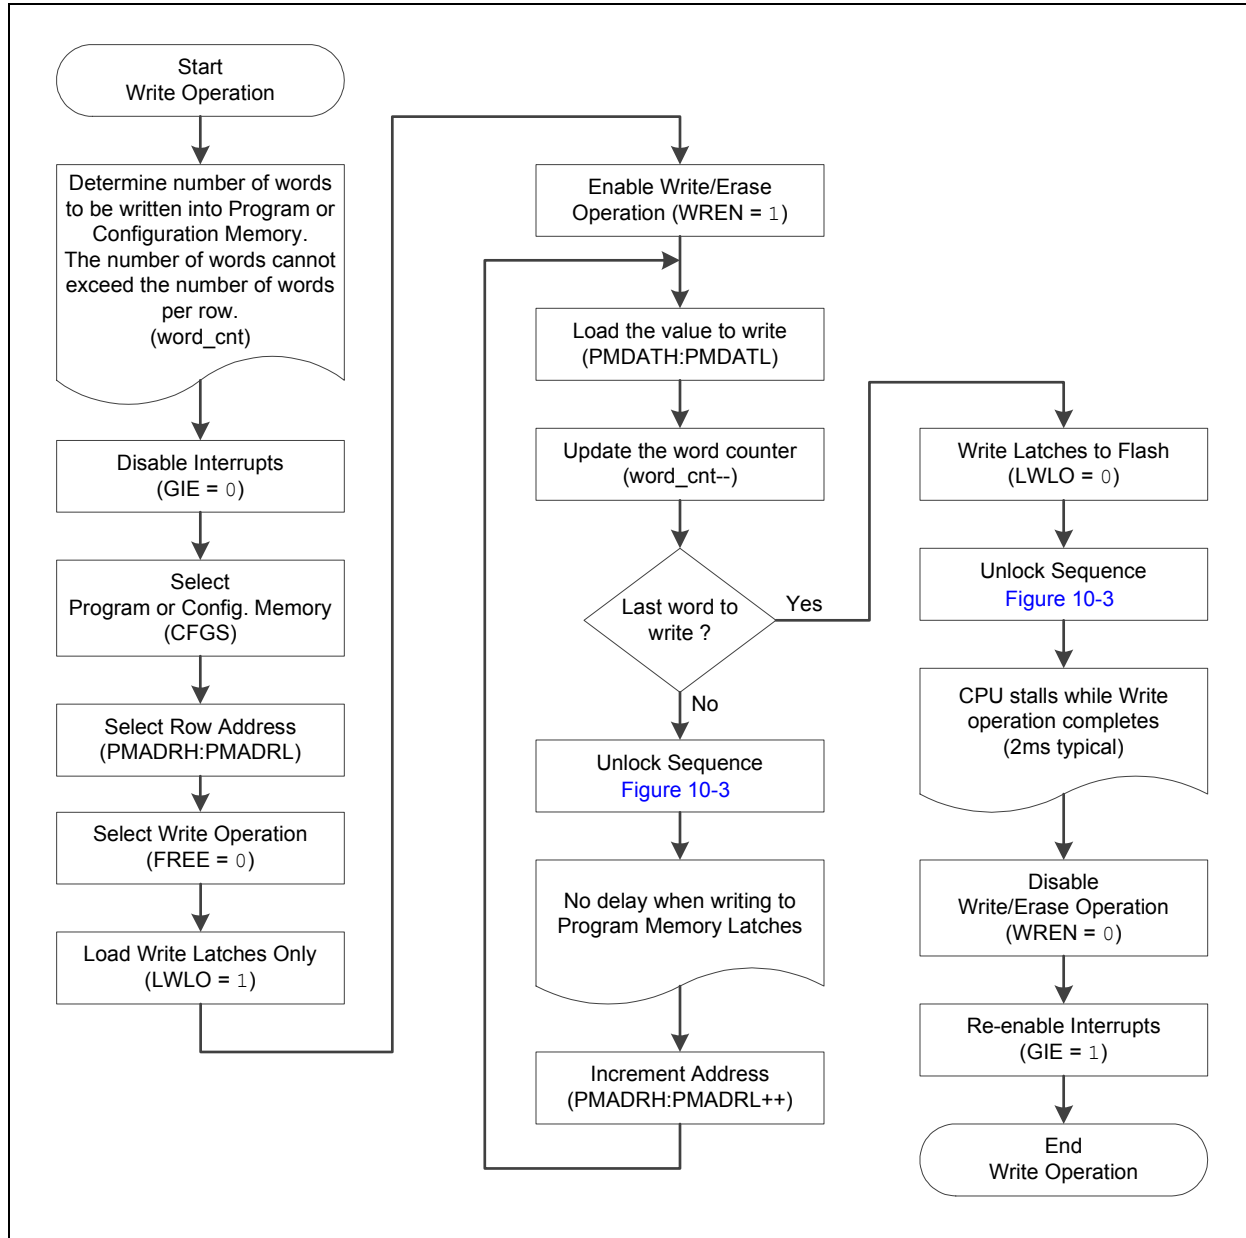 Start
Write Operation
Determine number of words
to be written into Program or
Configuration Memory.
The number of words cannot
exceed the number of words
per row.
(word_cnt)
Disable Interrupts
(GIE = 0)
Select
Program or Config. Memory
(CFGS)
Select Row Address
(PMADRH:PMADRL)
Select Write Operation
(FREE = 0)
Load Write Latches Only
(LWLO = 1)
Enable Write/Erase
Operation (WREN = 1)
Load the value to write
(PMDATH:PMDATL)
Update the word counter
(word_cnt--)
Last word to
write ?
Yes
No
Unlock Sequence
Figure 10-3
No delay when writing to
Program Memory Latches
Increment Address
(PMADRH:PMADRL++)
Write Latches to Flash
(LWLO = 0)
Unlock Sequence
Figure 10-3
CPU stalls while Write
operation completes
(2ms typical)
Disable
Write/Erase Operation
(WREN = 0)
Re-enable Interrupts
(GIE = 1)
End
Write Operation